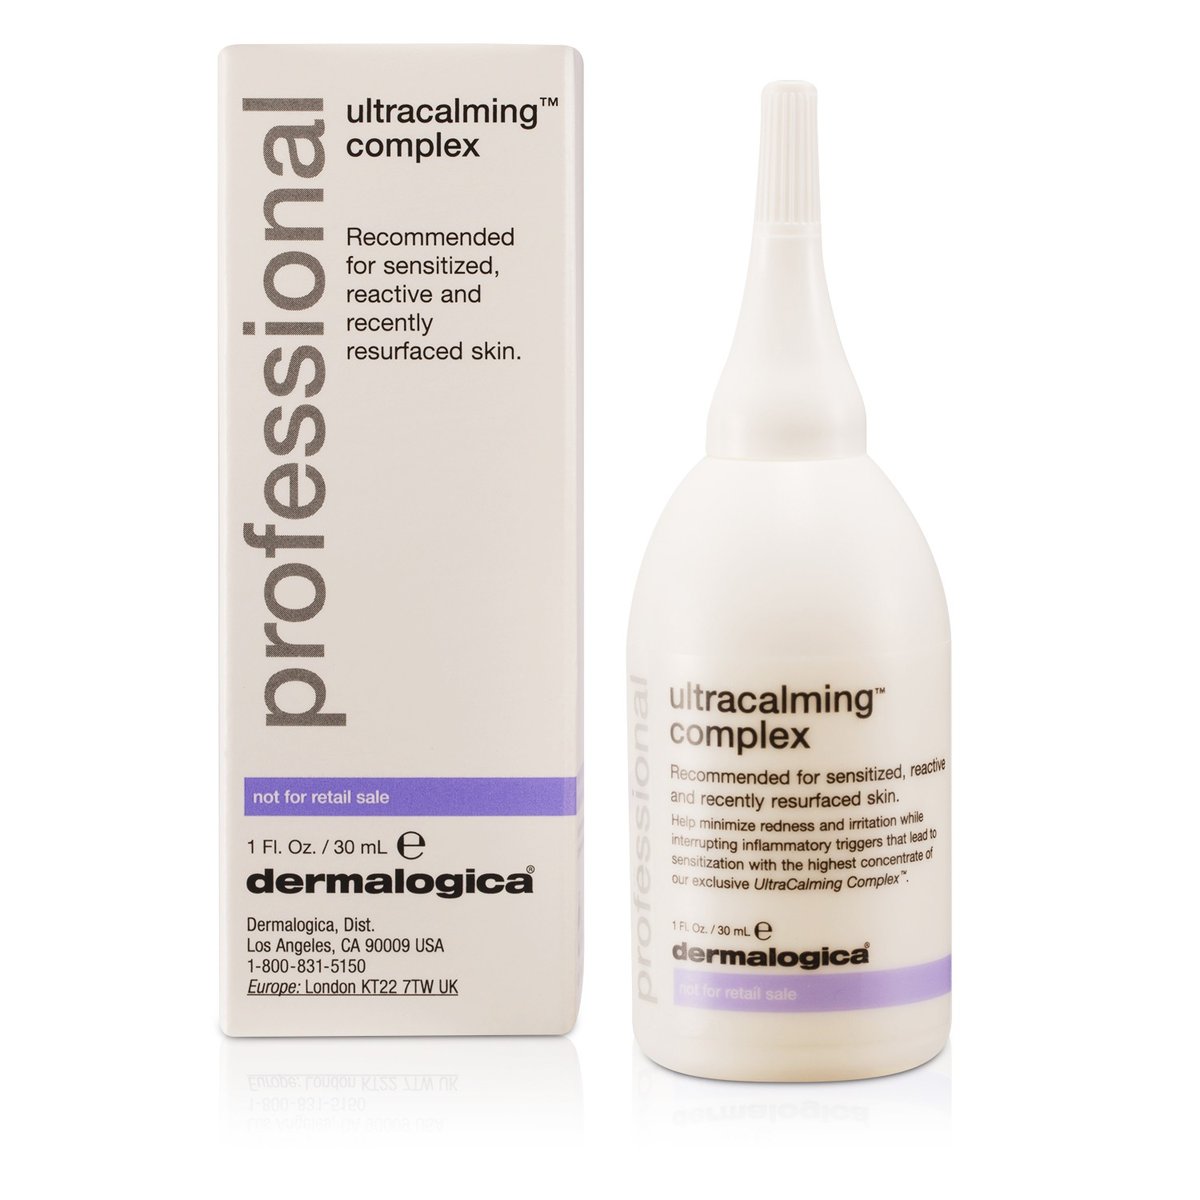 professional
ultracalming™
complex
Recommended
for sensitized,
reactive and
recently
resurfaced skin.
not for retail sale
1 Fl. Oz. / 30 mL ℮
dermalogica®
Dermalogica, Dist.
Los Angeles, CA 90009 USA
1-800-831-5150
Europe: London KT22 7TW UK
professional
ultracalming™
complex
Recommended for sensitized, reactive
and recently resurfaced skin.
Help minimize redness and irritation while
interrupting inflammatory triggers that lead to
sensitization with the highest concentrate of
our exclusive UltraCalming Complex™.
1 Fl. Oz. / 30 mL ℮
dermalogica®
not for retail sale